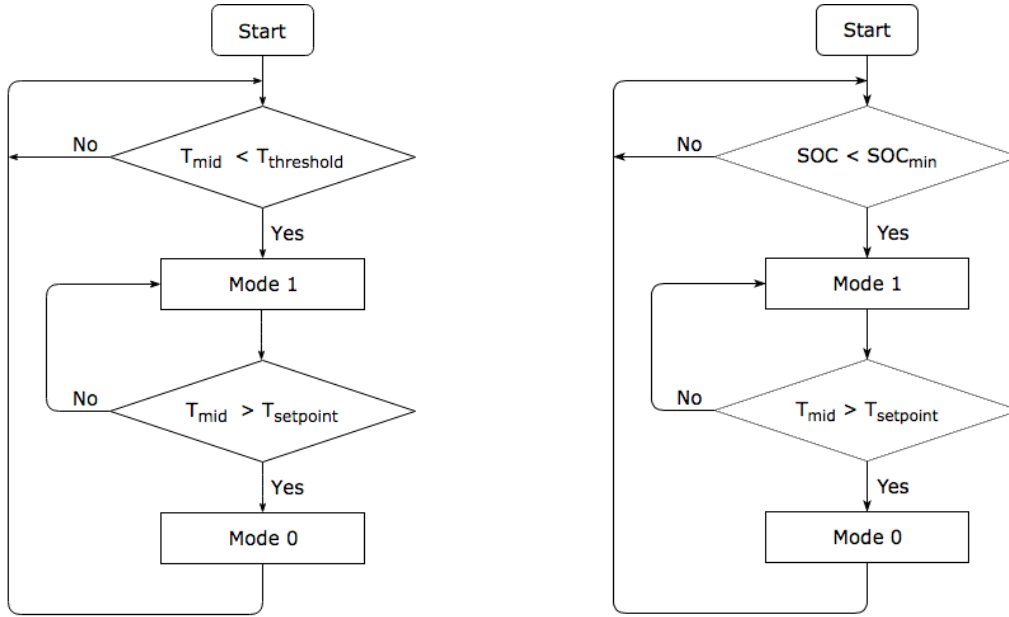 Start
No
T_mid < T_threshold
Yes
Mode 1
No
T_mid > T_setpoint
Yes
Mode 0
Start
No
SOC < SOC_min
Yes
Mode 1
No
T_mid > T_setpoint
Yes
Mode 0